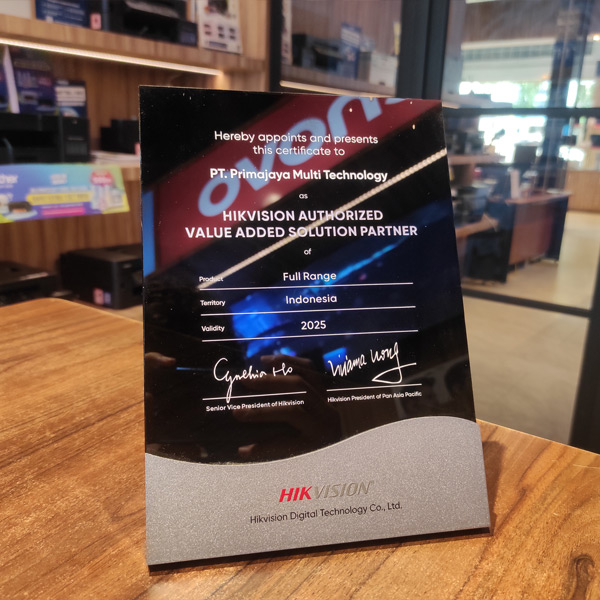 Hereby appoints and presents
this certificate to
PT. Primajaya Multi Technology
as
HIKVISION AUTHORIZED
VALUE ADDED SOLUTION PARTNER
of
Product Full Range
Territory Indonesia
Validity 2025
Cynthia Ho
Senior Vice President of Hikvision
Hikvision President of Pan Asia Pacific
HIKVISION
Hikvision Digital Technology Co., Ltd.